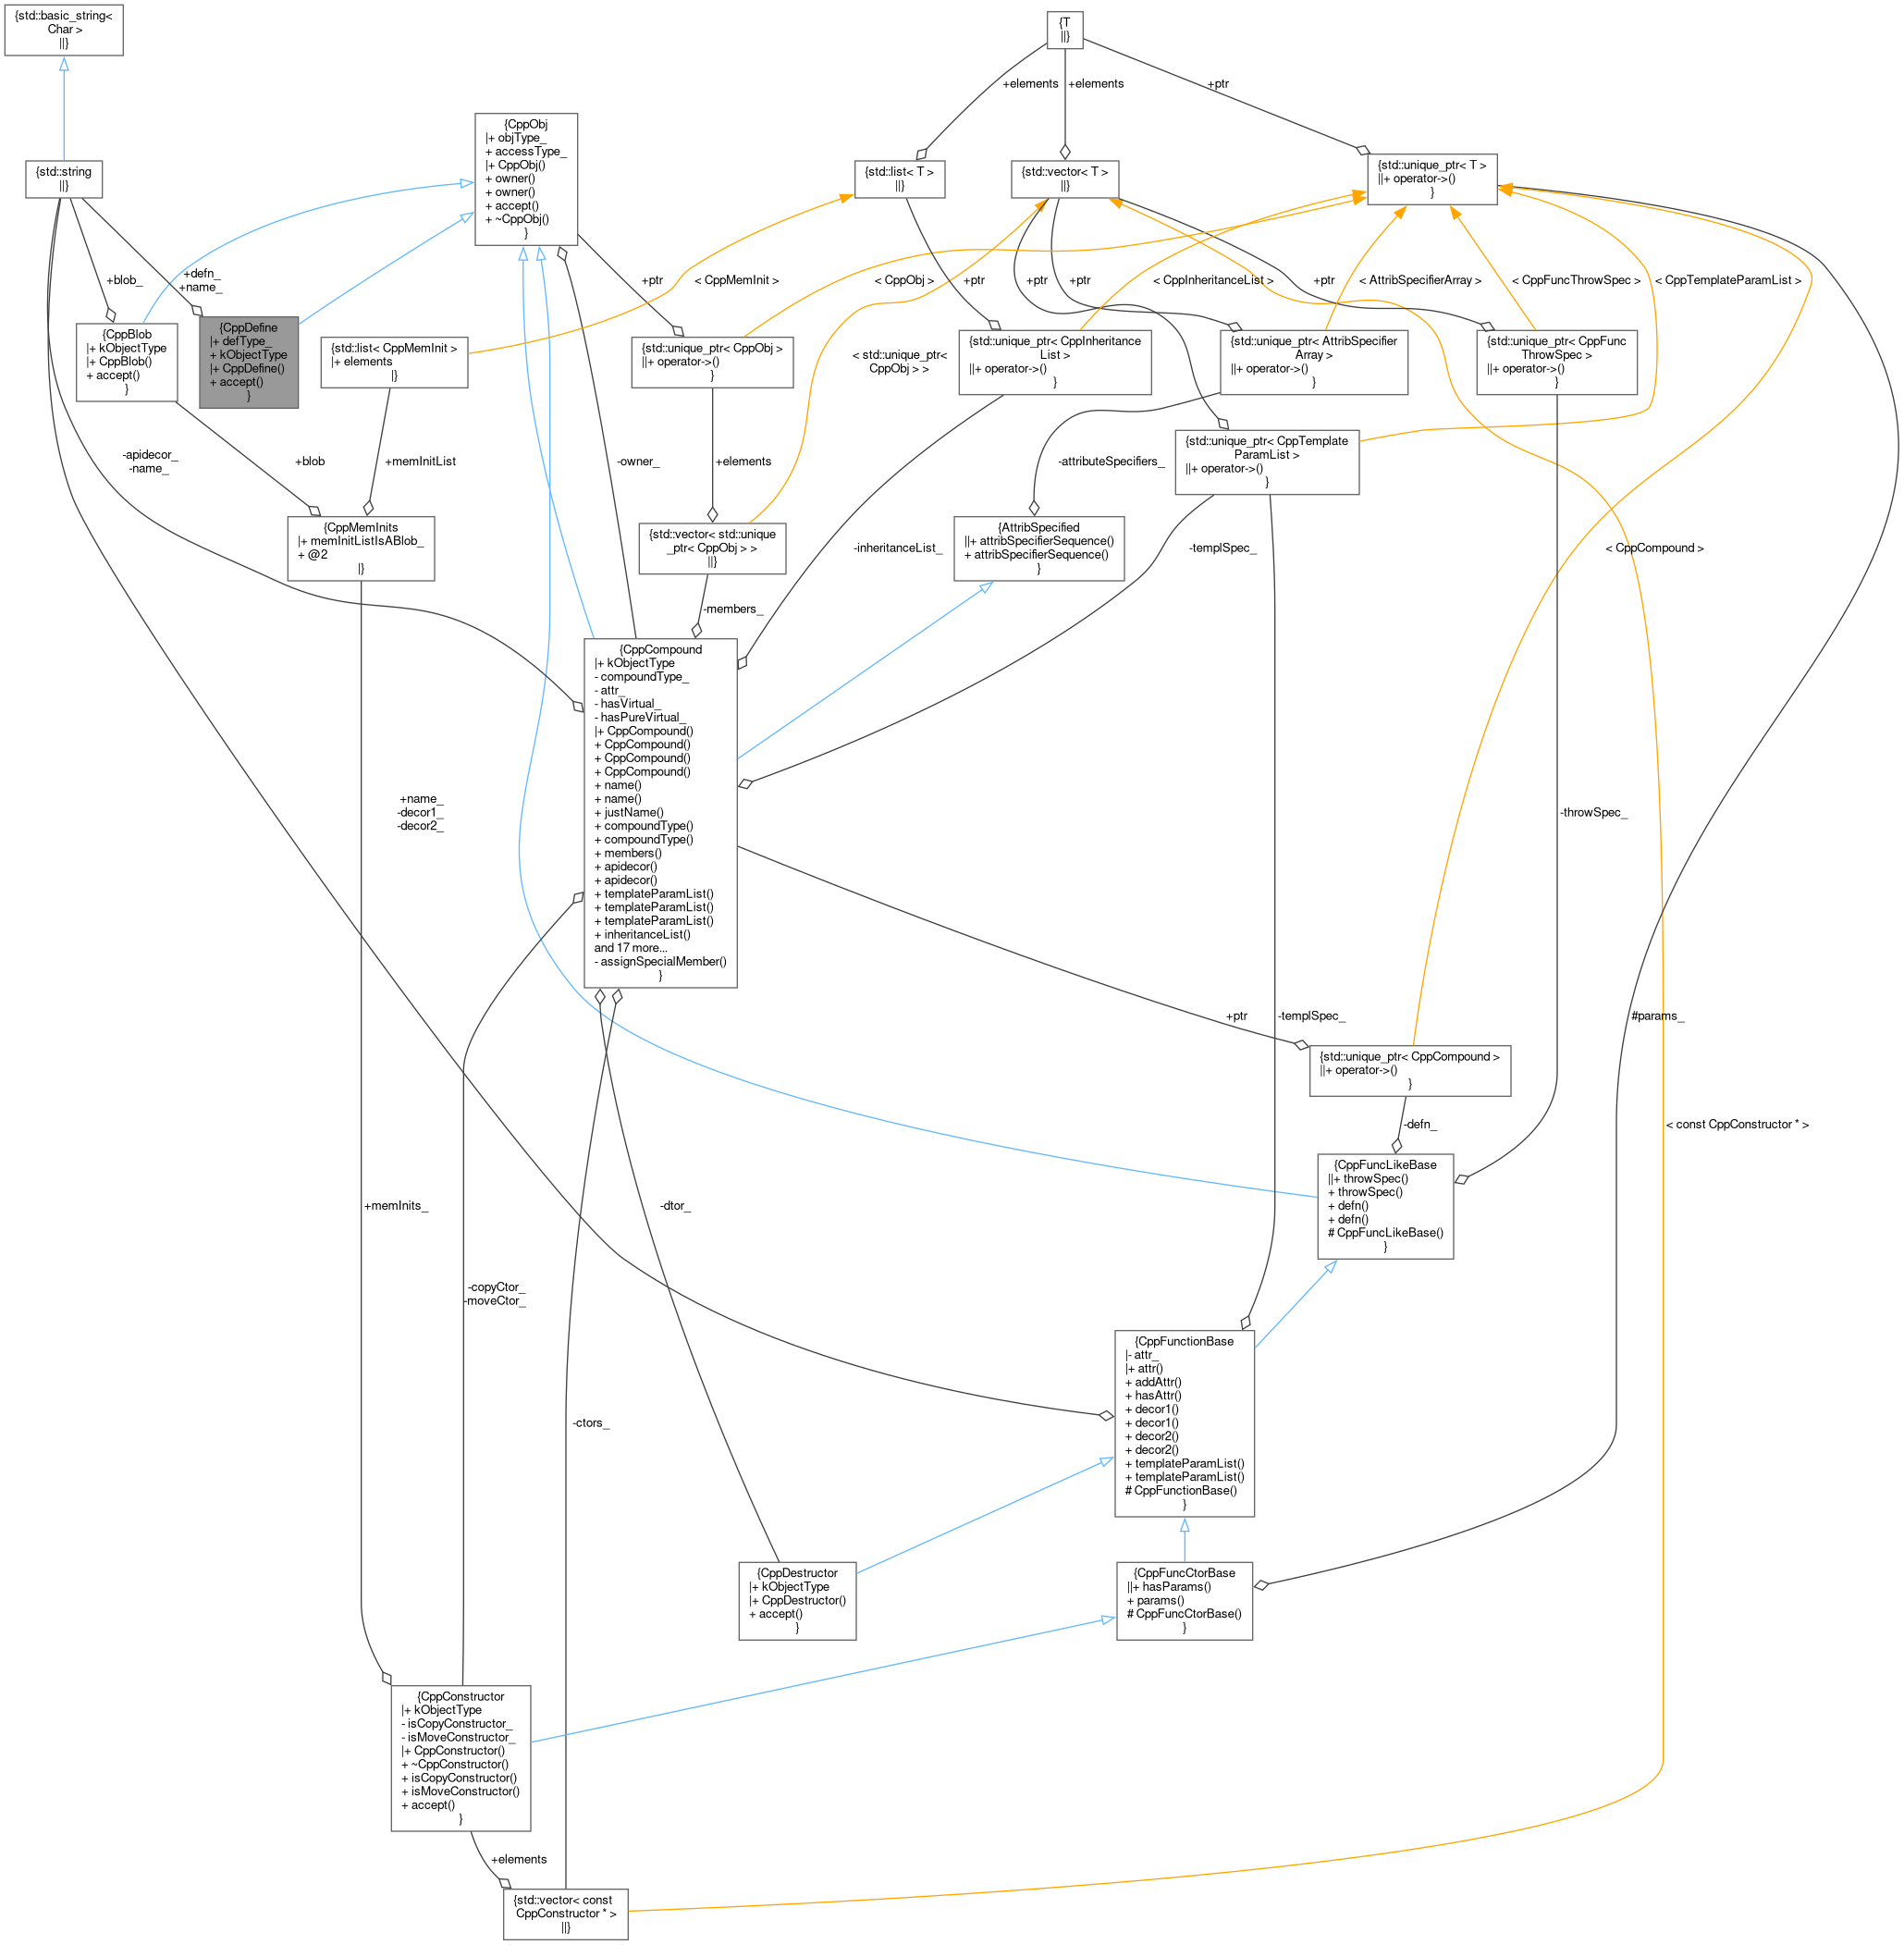 {std::basic_string<
Char >
||}
{T
||}
+elements
+elements
+ptr
{CppObj
|+ objType_
+ accessType_
|+ CppObj()
+ owner()
+ owner()
+ accept()
+ ~CppObj()
}
{std::string
||}
{std::list< T >
||}
{std::vector< T >
||}
{std::unique_ptr< T >
||+ operator->()
}
+blob_
+defn_
+name_
+ptr
< CppMemInit >
< CppObj >
+ptr
+ptr
+ptr
< CppInheritanceList >
+ptr
< AttribSpecifierArray >
< CppFuncThrowSpec >
< CppTemplateParamList >
{CppBlob
|+ kObjectType
|+ CppBlob()
+ accept()
}
{CppDefine
|+ defType_
+ kObjectType
|+ CppDefine()
+ accept()
}
{std::list< CppMemInit >
|+ elements
|}
{std::unique_ptr< CppObj >
||+ operator->()
}
< std::unique_ptr<
CppObj > >
{std::unique_ptr< CppInheritance
List >
||+ operator->()
}
{std::unique_ptr< AttribSpecifier
Array >
||+ operator->()
}
{std::unique_ptr< CppFunc
ThrowSpec >
||+ operator->()
}
-apidecor_
-name_
+blob
+memInitList
-owner_
+elements
-attributeSpecifiers_
{std::unique_ptr< CppTemplate
ParamList >
||+ operator->()
}
{CppMemInits
|+ memInitListIsABlob_
+ @2
|}
{std::vector< std::unique
_ptr< CppObj > >
||}
-inheritanceList_
{AttribSpecified
||+ attribSpecifierSequence()
+ attribSpecifierSequence()
}
-templSpec_
< CppCompound >
-members_
{CppCompound
|+ kObjectType
- compoundType_
- attr_
- hasVirtual_
- hasPureVirtual_
|+ CppCompound()
+ CppCompound()
+ CppCompound()
+ CppCompound()
+ name()
+ name()
+ justName()
+ compoundType()
+ compoundType()
+ members()
+ apidecor()
+ apidecor()
+ templateParamList()
+ templateParamList()
+ templateParamList()
+ inheritanceList()
and 17 more...
- assignSpecialMember()
}
+name_
-decor1_
-decor2_
-throwSpec_
+ptr
-templSpec_
#params_
{std::unique_ptr< CppCompound >
||+ operator->()
}
-defn_
< const CppConstructor * >
{CppFuncLikeBase
||+ throwSpec()
+ throwSpec()
+ defn()
+ defn()
# CppFuncLikeBase()
}
+memInits_
-dtor_
-copyCtor_
-moveCtor_
{CppFunctionBase
|- attr_
|+ attr()
+ addAttr()
+ hasAttr()
+ decor1()
+ decor1()
+ decor2()
+ decor2()
+ templateParamList()
+ templateParamList()
# CppFunctionBase()
}
-ctors_
{CppDestructor
|+ kObjectType
|+ CppDestructor()
+ accept()
}
{CppFuncCtorBase
||+ hasParams()
+ params()
# CppFuncCtorBase()
}
{CppConstructor
|+ kObjectType
- isCopyConstructor_
- isMoveConstructor_
|+ CppConstructor()
+ ~CppConstructor()
+ isCopyConstructor()
+ isMoveConstructor()
+ accept()
}
+elements
{std::vector< const
CppConstructor * >
||}